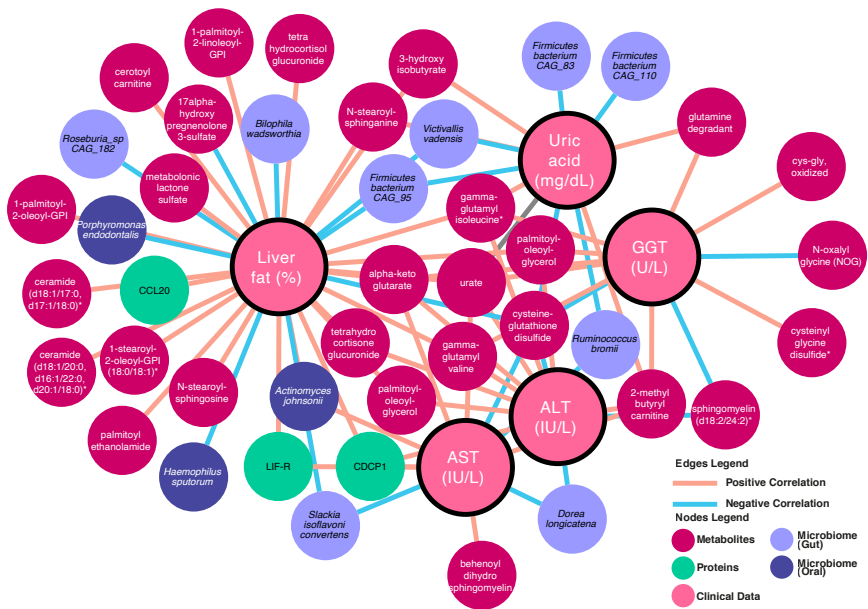 1-palmitoyl-
2-linoleoyl-
GPI
tetra
hydrocortisol
glucuronide
3-hydroxy
isobutyrate
Firmicutes
bacterium
CAG_83
Firmicutes
bacterium
CAG_110
cerotoyl
carnitine
17alpha-
hydroxy
pregnenolone
3-sulfate
Bilophila
wadsworthia
N-stearoyl-
sphinganine
Victivallis
vadensis
glutamine
degradant
Roseburia_sp
CAG_182
Uric
acid
(mg/dL)
cys-gly,
oxidized
metabolonic
lactone
sulfate
Firmicutes
bacterium
CAG_95
gamma-
glutamyl
isoleucine*
1-palmitoyl-
2-oleoyl-GPI
Porphyromonas
endodontalis
palmitoyl-
oleoyl-
glycerol
Liver
fat (%)
GGT
(U/L)
N-oxalyl
glycine (NOG)
ceramide
(d18:1/17:0,
d17:1/18:0)*
CCL20
alpha-keto
glutarate
urate
cysteine-
glutathione
disulfide
cysteinyl
glycine
disulfide*
ceramide
(d18:1/20:0,
d16:1/22:0,
d20:1/18:0)*
1-stearoyl-
2-oleoyl-GPI
(18:0/18:1)*
tetrahydro
cortisone
glucuronide
gamma-
glutamyl
valine
Ruminococcus
bromii
N-stearoyl-
sphingosine
Actinomyces
johnsonii
palmitoyl-
oleoyl-
glycerol
ALT
(IU/L)
2-methyl
butyryl
carnitine
sphingomyelin
(d18:2/24:2)*
palmitoyl
ethanolamide
Haemophilus
sputorum
LIF-R
CDCP1
AST
(IU/L)
Slackia
isoflavoni
convertens
Dorea
longicatena
behenoyl
dihydro
sphingomyelin*
Edges Legend
Positive Correlation
Negative Correlation
Nodes Legend
Metabolites
Microbiome
(Gut)
Proteins
Microbiome
(Oral)
Clinical Data